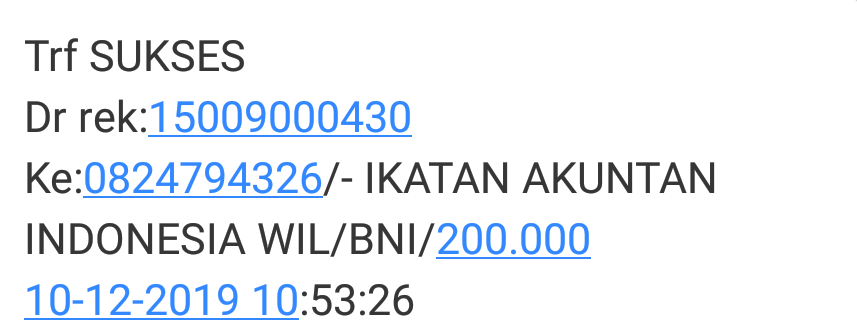 Trf SUKSES
Dr rek:15009000430
Ke:0824794326/- IKATAN AKUNTAN
INDONESIA WIL/BNI/200.000
10-12-2019 10:53:26